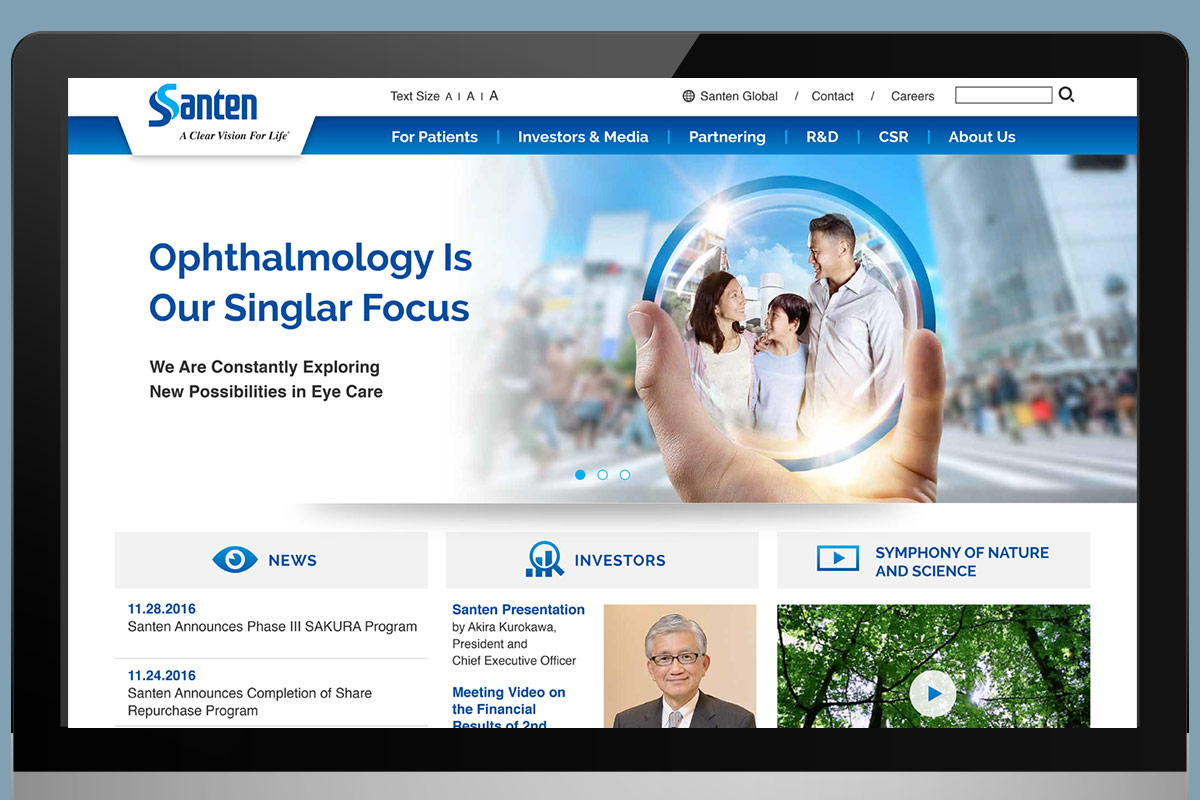 Santen
A Clear Vision For Life®
Text Size A | A | A
Santen Global / Contact / Careers
For Patients | Investors & Media | Partnering | R&D | CSR | About Us
Ophthalmology Is
Our Singlar Focus
We Are Constantly Exploring
New Possibilities in Eye Care
NEWS
11.28.2016
Santen Announces Phase III SAKURA Program
11.24.2016
Santen Announces Completion of Share
Repurchase Program
INVESTORS
Santen Presentation
by Akira Kurokawa,
President and
Chief Executive Officer
Meeting Video on
the Financial
Results of 2nd
SYMPHONY OF NATURE
AND SCIENCE